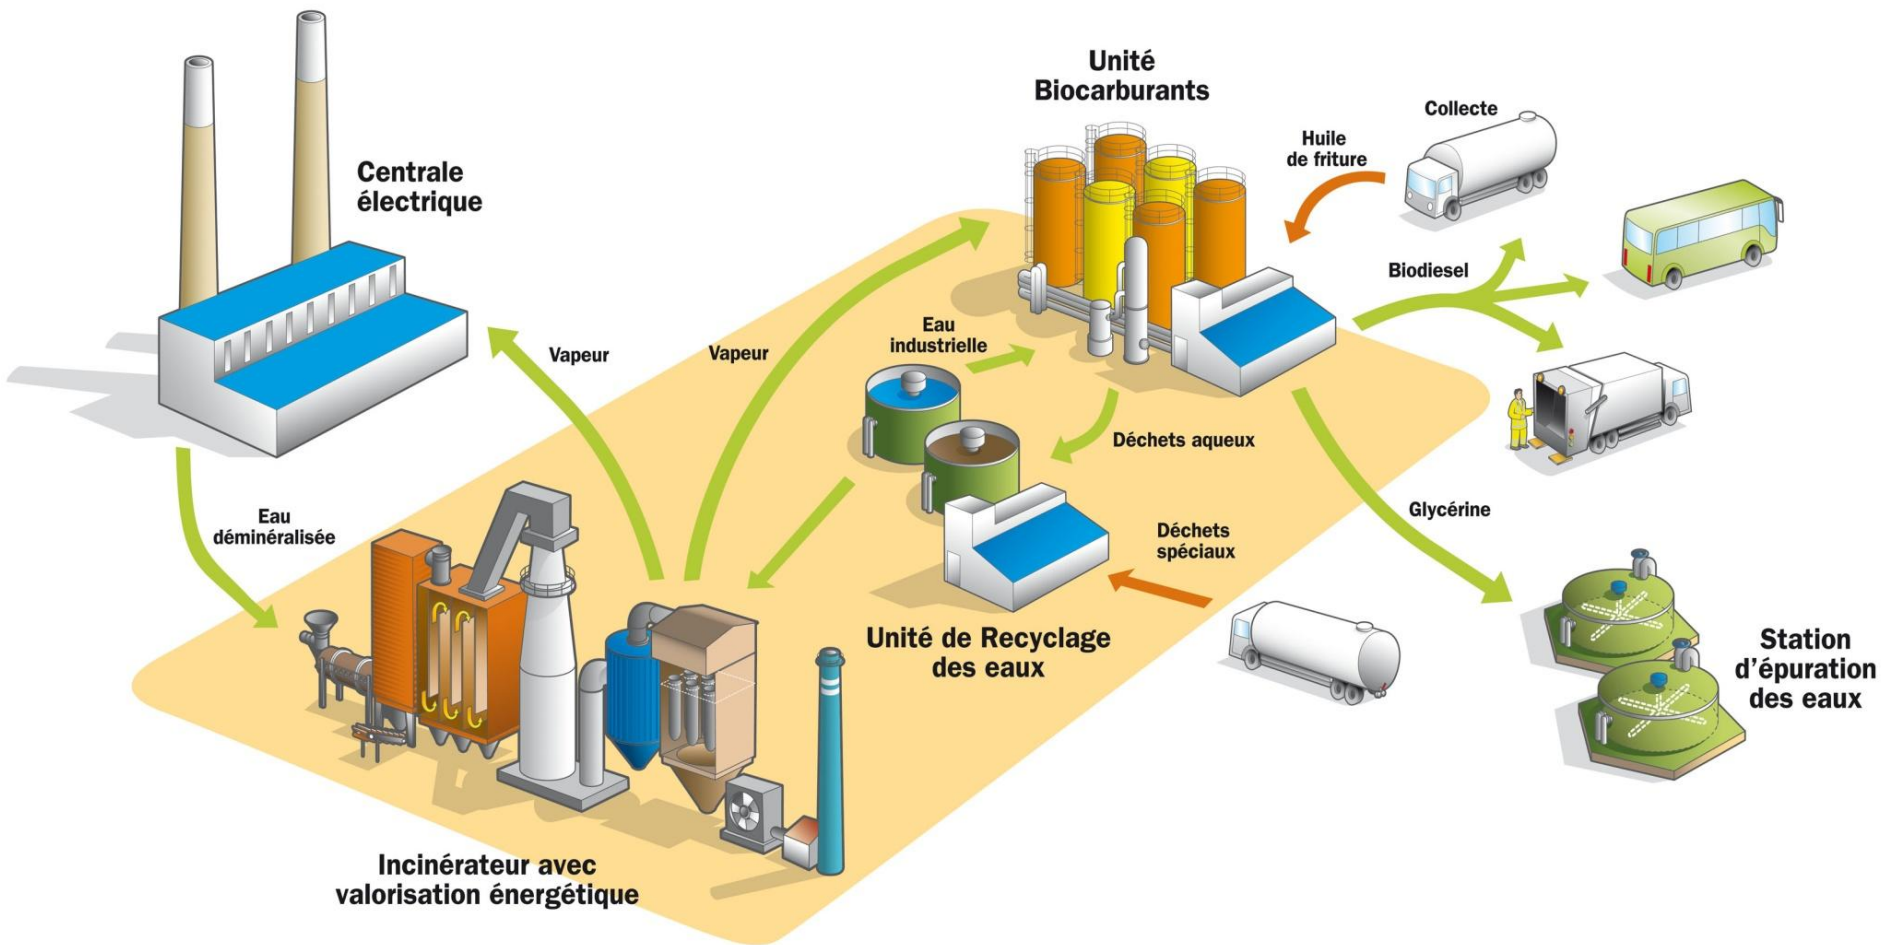 Unité
Biocarburants
Collecte
Huile
de friture
Centrale
électrique
Biodiesel
Vapeur
Vapeur
Eau
industrielle
Déchets aqueux
Eau
déminéralisée
Glycérine
Déchets
spéciaux
Unité de Recyclage
des eaux
Station
d'épuration
des eaux
Incinérateur avec
valorisation énergétique